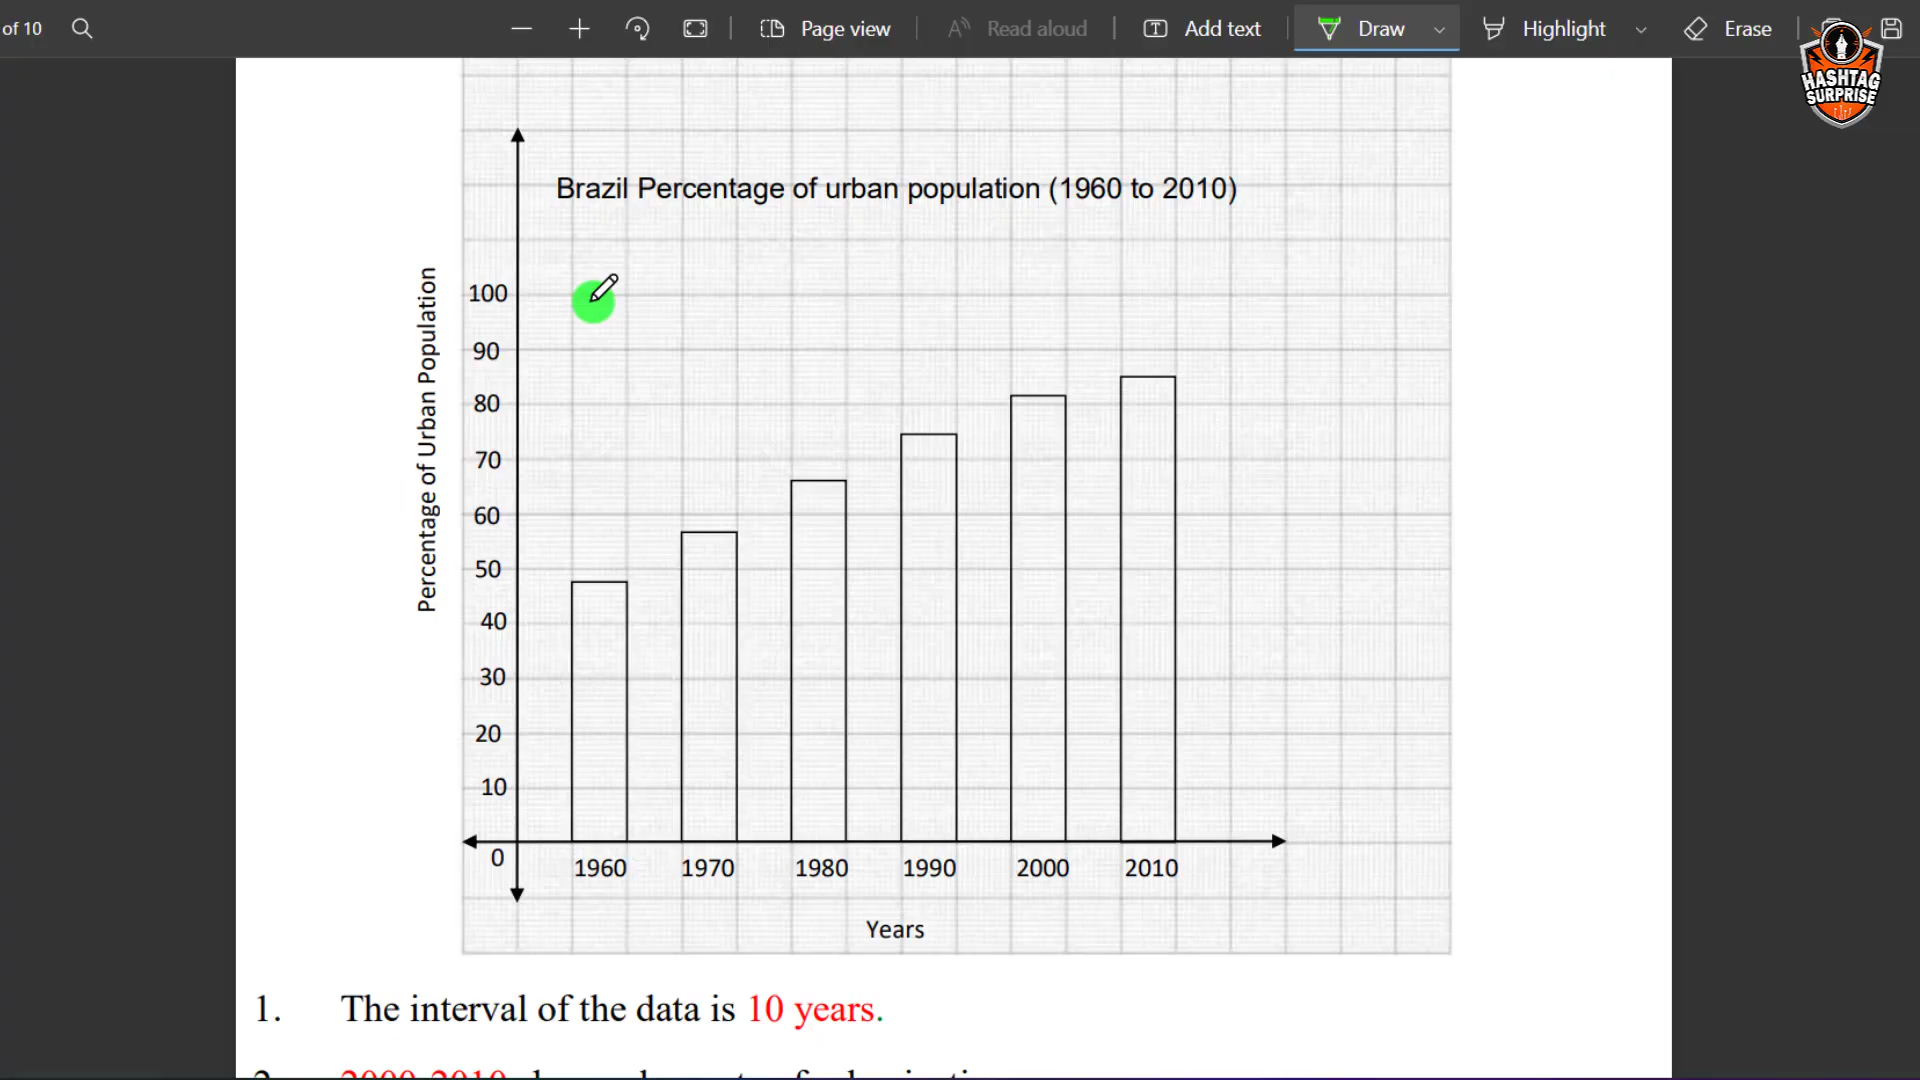 of 10
Page view
Read aloud
Add text
Draw
Highlight
Erase
HASHTAG
SURPRISE
Brazil Percentage of urban population (1960 to 2010)
Percentage of Urban Population
100
90
80
70
60
50
40
30
20
10
0
1960 1970 1980 1990 2000 2010
Years
1. The interval of the data is 10 years.